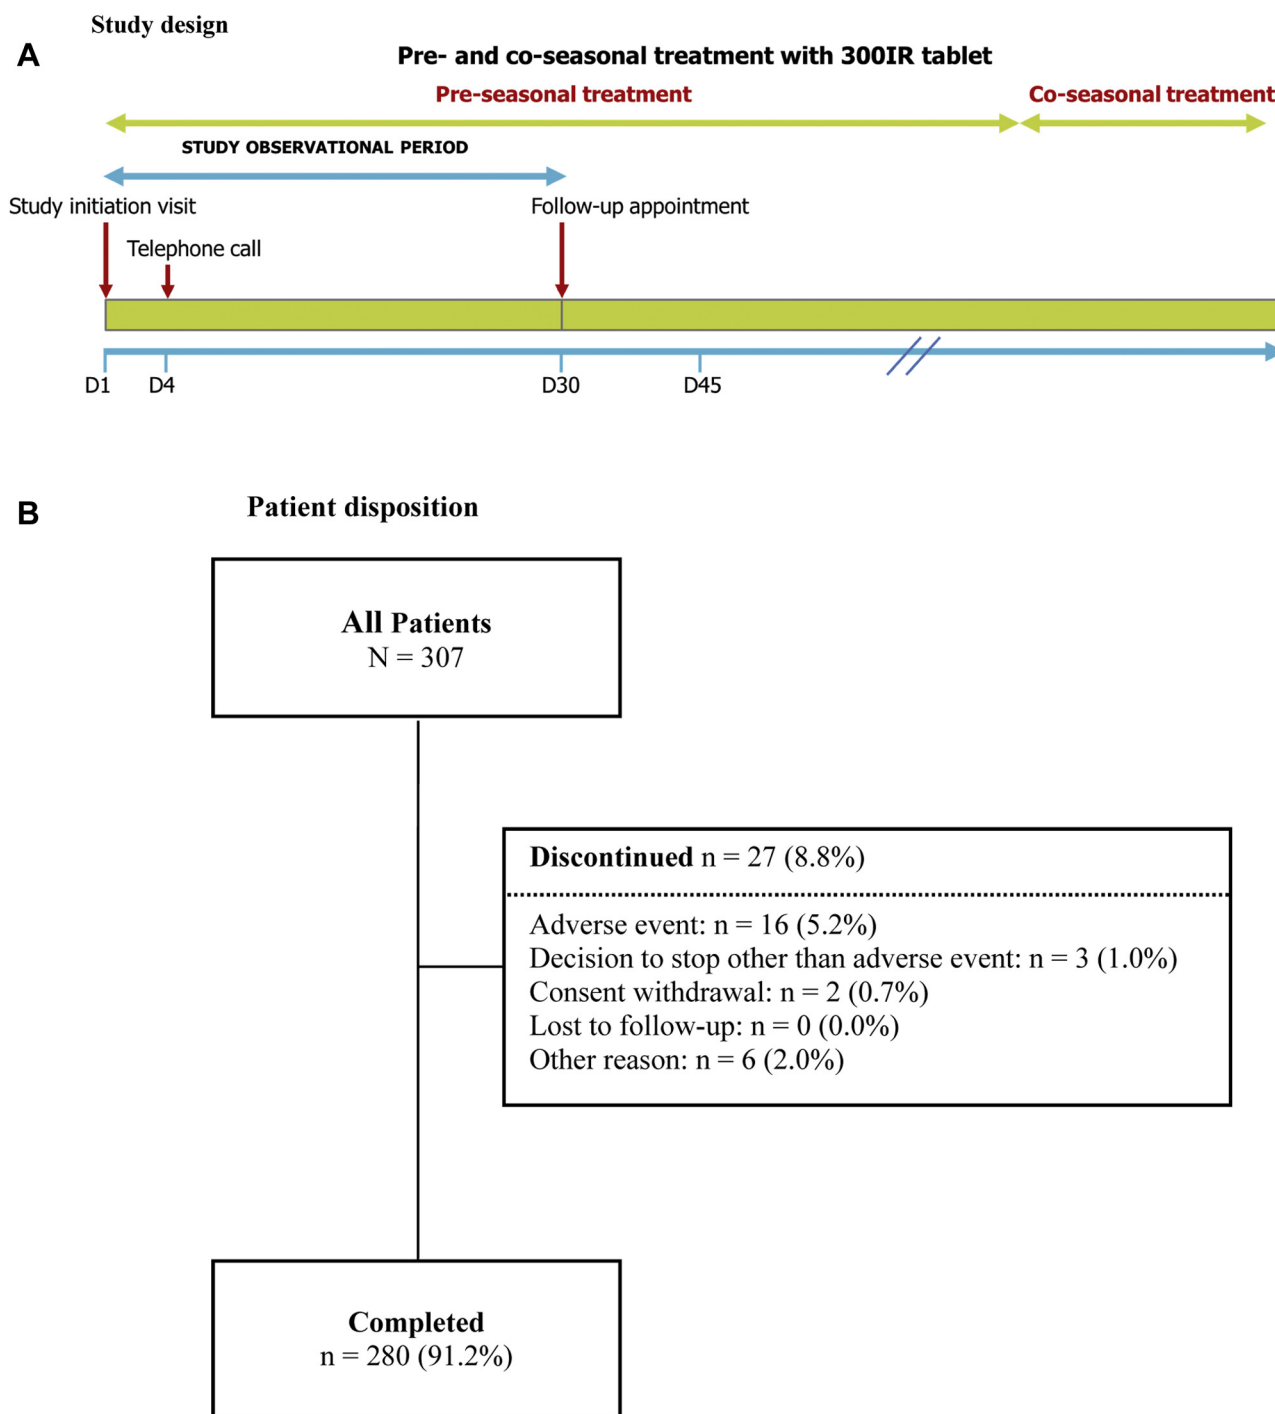 Study design
A
Pre- and co-seasonal treatment with 300IR tablet
Pre-seasonal treatment
Co-seasonal treatment
STUDY OBSERVATIONAL PERIOD
Study initiation visit
Follow-up appointment
Telephone call
D1
D4
D30
D45
B
Patient disposition
All Patients
N = 307
Discontinued n = 27 (8.8%)
Adverse event: n = 16 (5.2%)
Decision to stop other than adverse event: n = 3 (1.0%)
Consent withdrawal: n = 2 (0.7%)
Lost to follow-up: n = 0 (0.0%)
Other reason: n = 6 (2.0%)
Completed
n = 280 (91.2%)